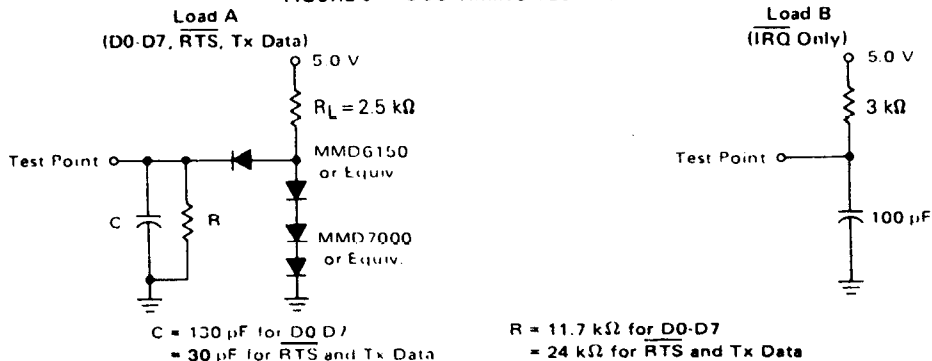 Load A
(D0-D7, RTS, Tx Data)
5.0 V
RL = 2.5 kΩ
Test Point
MMD6150
or Equiv
C
R
MMD7000
or Equiv.
C = 130 pF for D0-D7
= 30 pF for RTS and Tx Data
Load B
(IRQ Only)
5.0 V
3 kΩ
Test Point
100 pF
R = 11.7 kΩ for D0-D7
= 24 kΩ for RTS and Tx Data